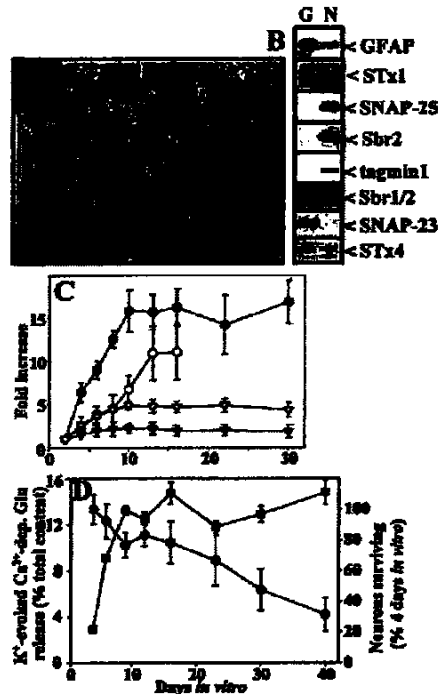 G N
B
GFAP
STx1
SNAP-25
Sbr2
tagmin1
Sbr1/2
SNAP-23
STx4
C
15
10
5
0
Fold increase
0 10 20 30
D
16
12
8
4
0
K⁺-evoked Ca²⁺-dep. Glu
release (% total content)
100
80
60
40
20
0
Neurons surviving
(% 4 days in vitro)
0 10 20 30 40
Days in vitro